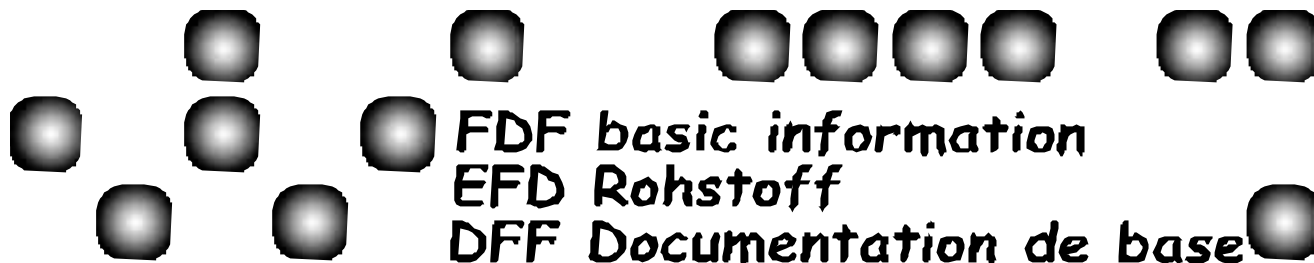 FDF basic information
EFD Rohstoff
DFF Documentation de base